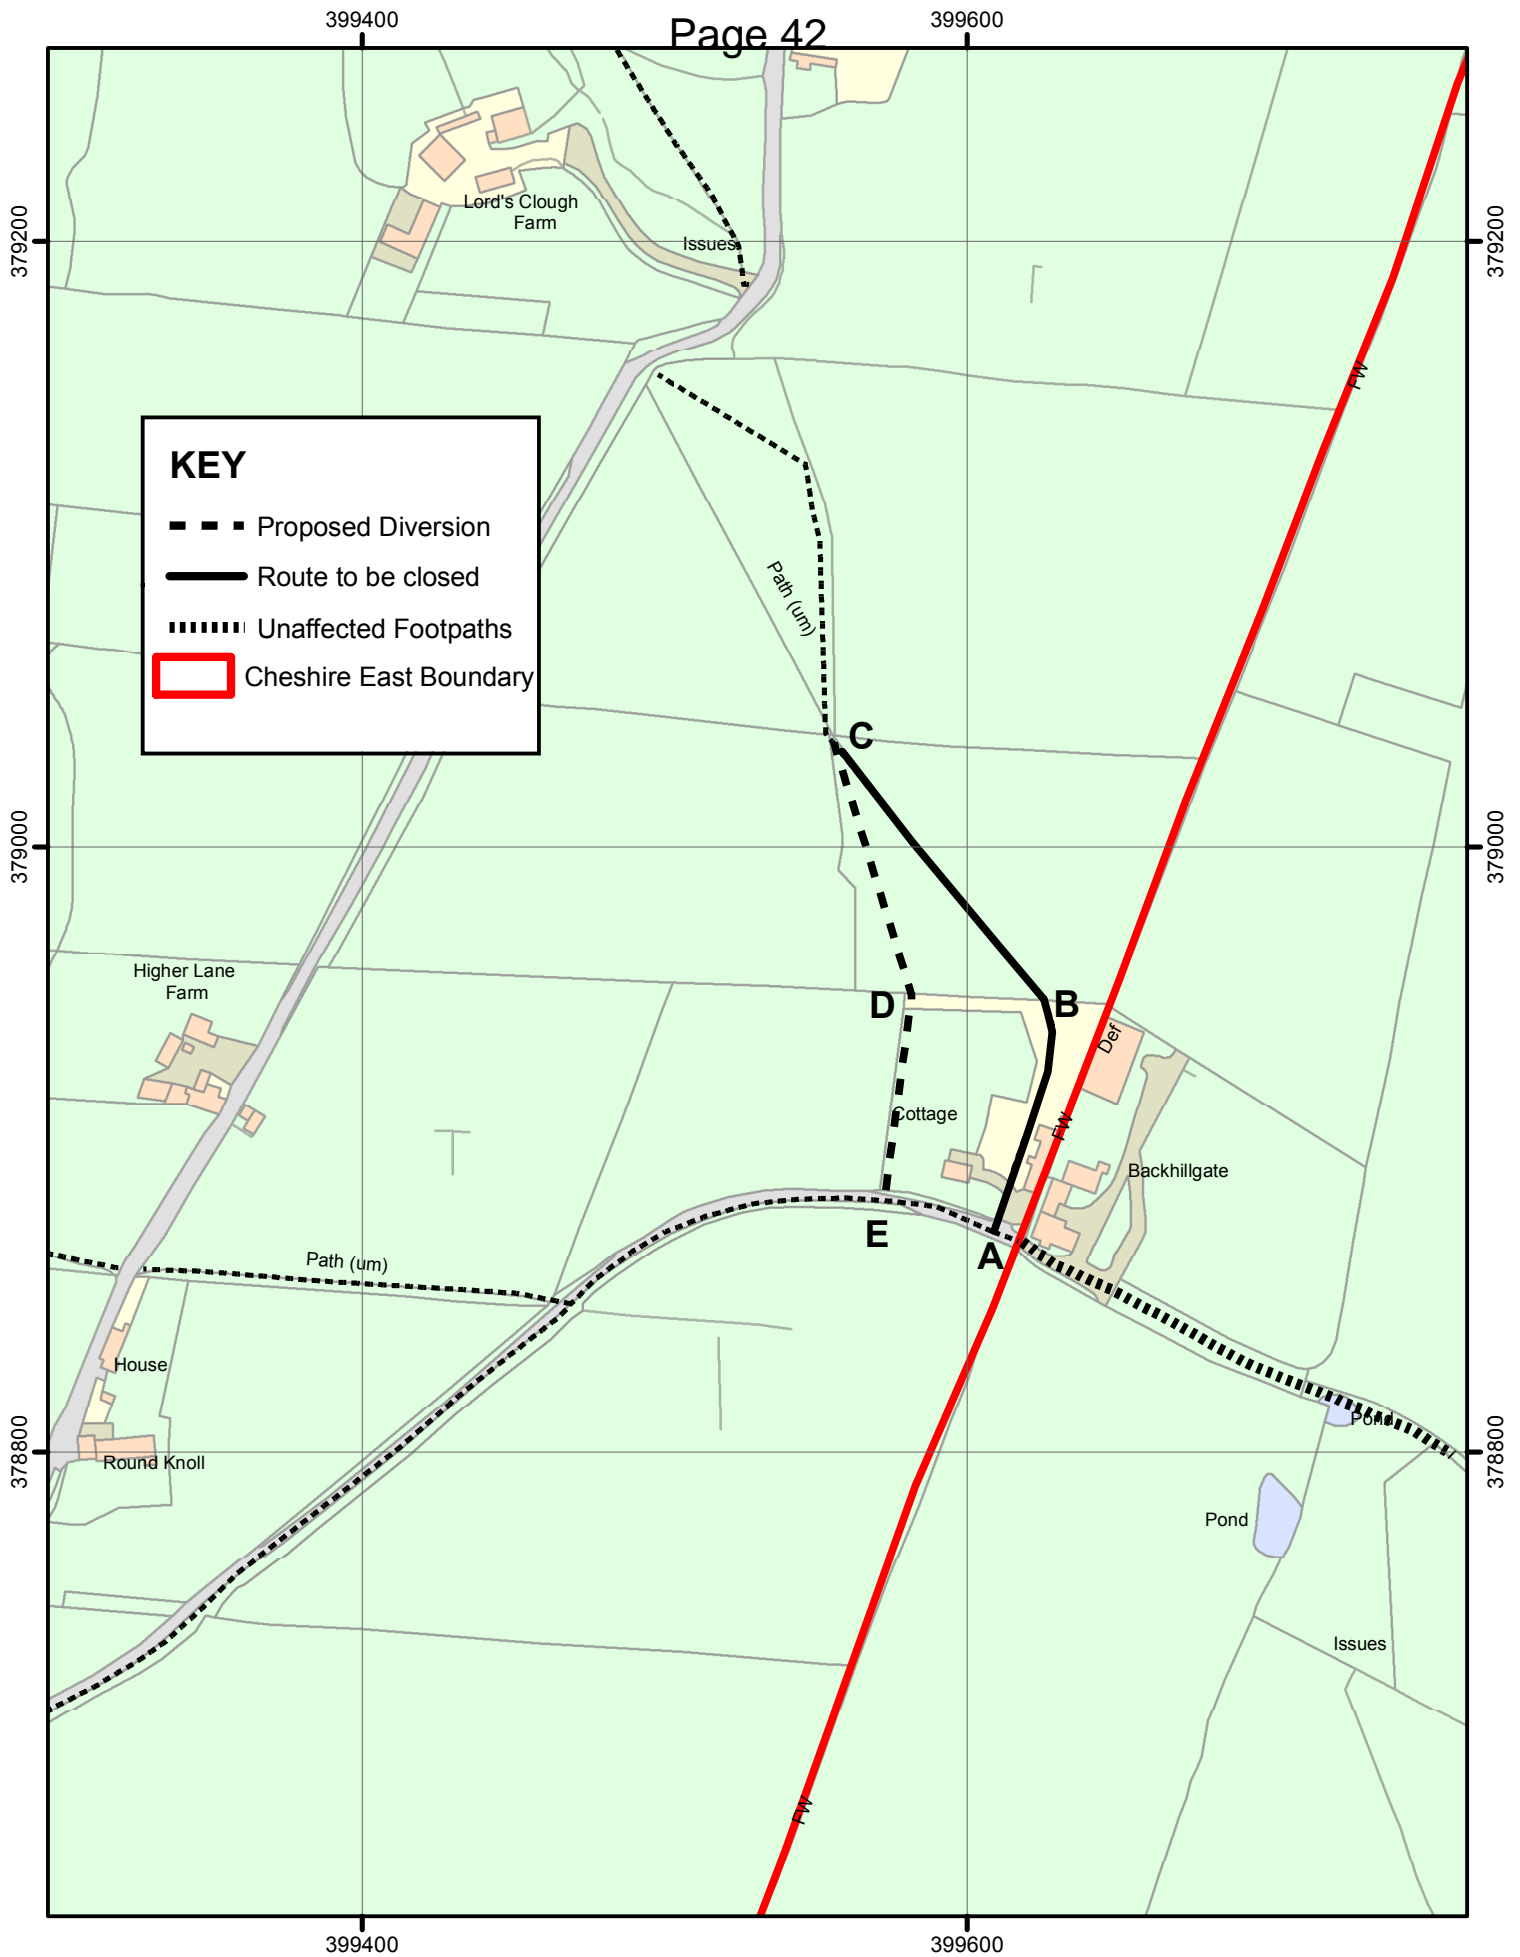 399400
Page 42
399600
379200
379200
Lord's Clough
Farm
Issues
FW
KEY
Proposed Diversion
Route to be closed
Unaffected Footpaths
Cheshire East Boundary
Path (um)
C
379000
379000
Higher Lane
Farm
D
B
Def
Cottage
FW
Backhillgate
E
A
Path (um)
House
Round Knoll
Pond
378800
378800
Pond
Issues
FW
399400
399600